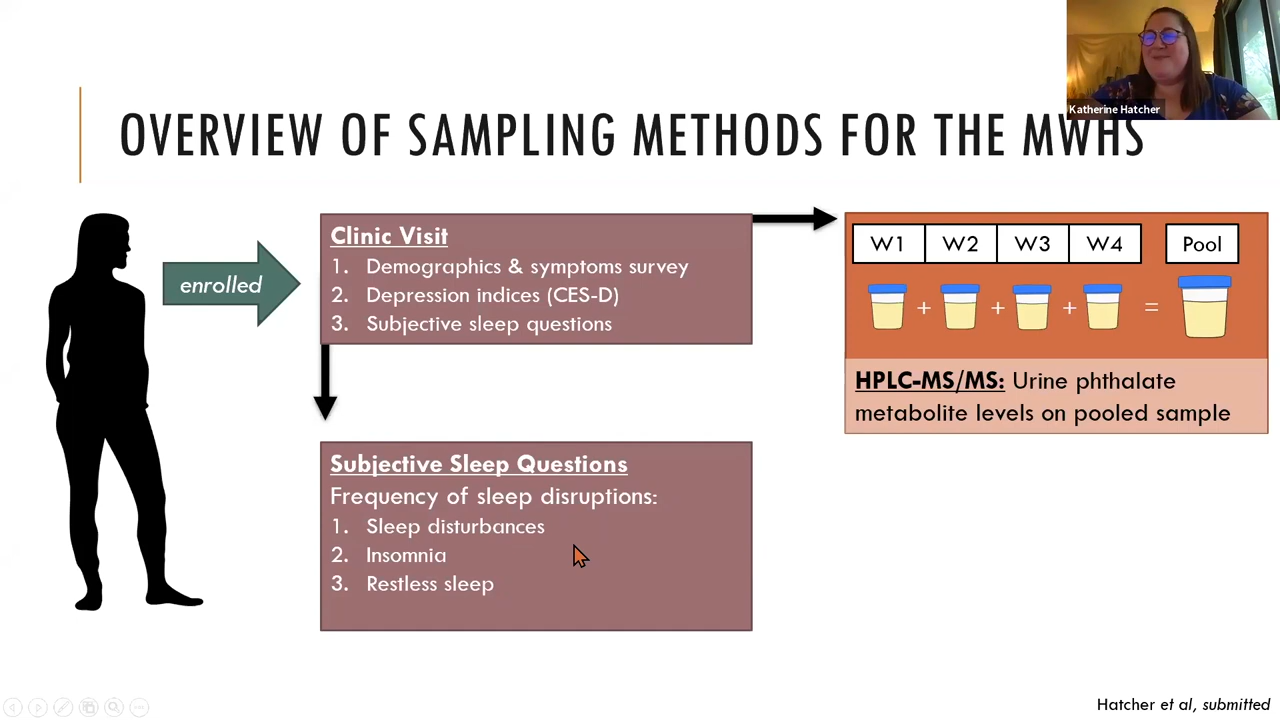 Katherine Hatcher
OVERVIEW OF SAMPLING METHODS FOR THE MWHS
enrolled
Clinic Visit
1. Demographics & symptoms survey
2. Depression indices (CES-D)
3. Subjective sleep questions
W1 W2 W3 W4 Pool
+ + + =
HPLC-MS/MS: Urine phthalate
metabolite levels on pooled sample
Subjective Sleep Questions
Frequency of sleep disruptions:
1. Sleep disturbances
2. Insomnia
3. Restless sleep
Hatcher et al, submitted